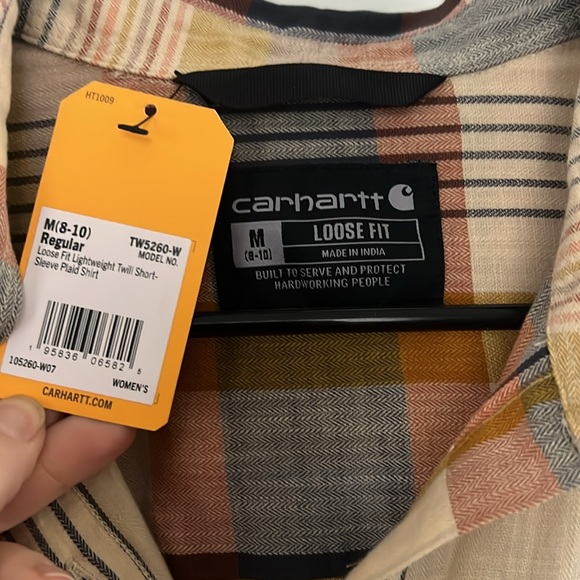 HT1009
M(8-10)
Regular
TW5260-W
MODEL NO.
Loose Fit Lightweight Twill Short-
Sleeve Plaid Shirt
1 95836 06582 5
105260-W07
WOMEN'S
CARHARTT.COM
carhartt
M
(8-10)
LOOSE FIT
MADE IN INDIA
BUILT TO SERVE AND PROTECT
HARDWORKING PEOPLE